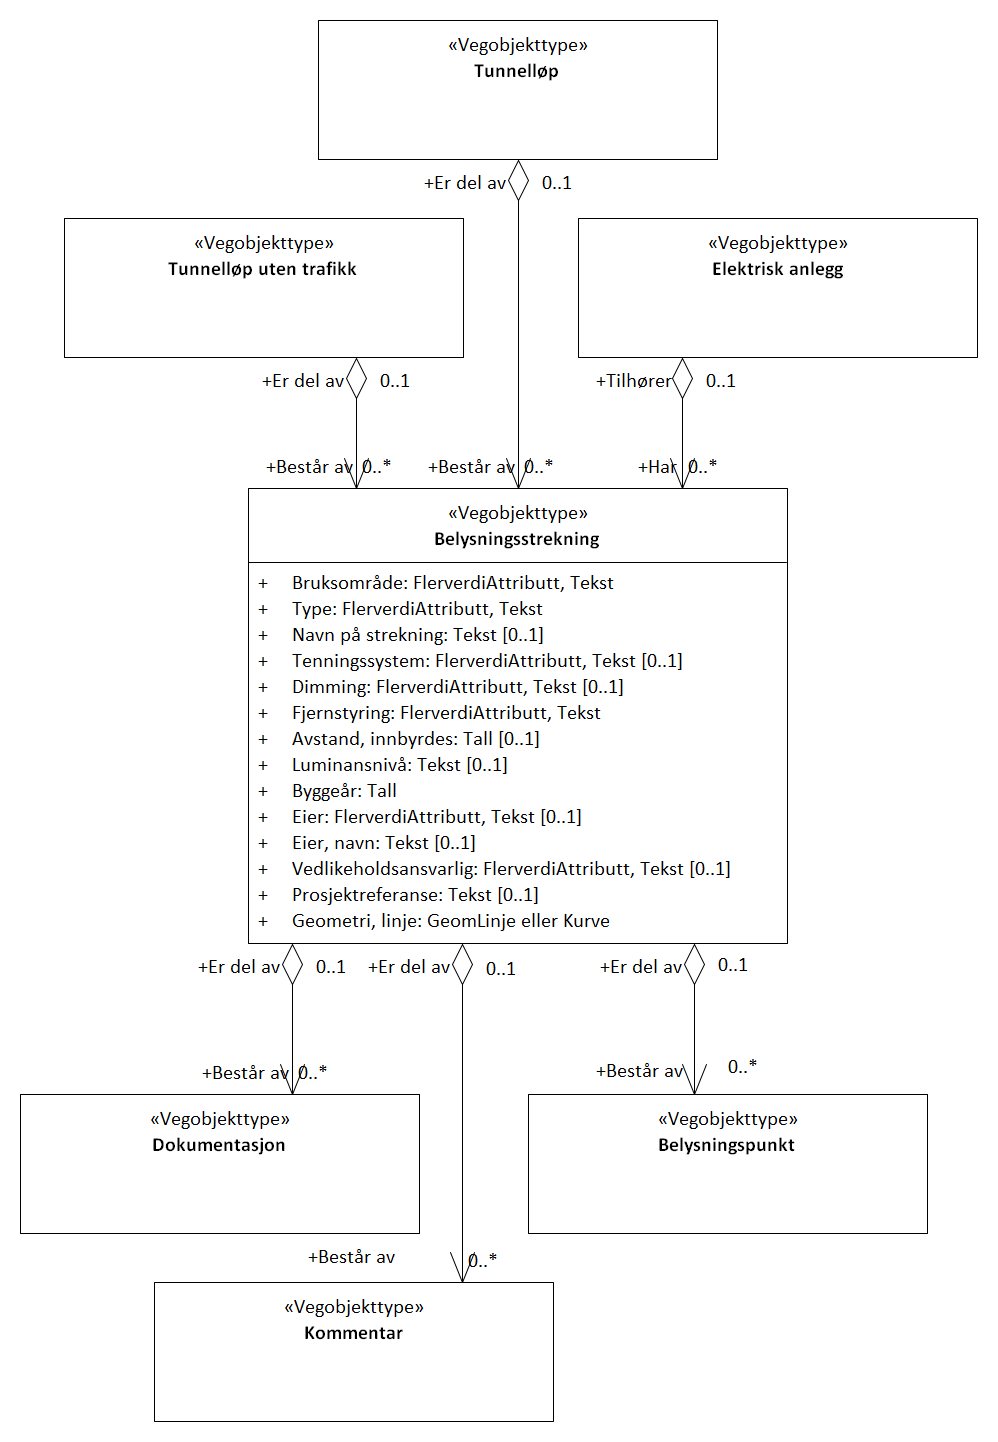 «Vegobjekttype»
Tunnelløp
+Er del av 0..1
«Vegobjekttype»
Tunnelløp uten trafikk
«Vegobjekttype»
Elektrisk anlegg
+Er del av 0..1
+Tilhører 0..1
+Består av 0..*
+Består av 0..*
+Har 0..*
«Vegobjekttype»
Belysningsstrekning
+ Bruksområde: FlerverdiAttributt, Tekst
+ Type: FlerverdiAttributt, Tekst
+ Navn på strekning: Tekst [0..1]
+ Tenningssystem: FlerverdiAttributt, Tekst [0..1]
+ Dimming: FlerverdiAttributt, Tekst [0..1]
+ Fjernstyring: FlerverdiAttributt, Tekst
+ Avstand, innbyrdes: Tall [0..1]
+ Luminansnivå: Tekst [0..1]
+ Byggeår: Tall
+ Eier: FlerverdiAttributt, Tekst [0..1]
+ Eier, navn: Tekst [0..1]
+ Vedlikeholdsansvarlig: FlerverdiAttributt, Tekst [0..1]
+ Prosjektreferanse: Tekst [0..1]
+ Geometri, linje: GeomLinje eller Kurve
+Er del av 0..1
+Er del av 0..1
+Er del av 0..1
+Består av 0..*
+Består av 0..*
«Vegobjekttype»
Dokumentasjon
«Vegobjekttype»
Belysningspunkt
+Består av 0..*
«Vegobjekttype»
Kommentar